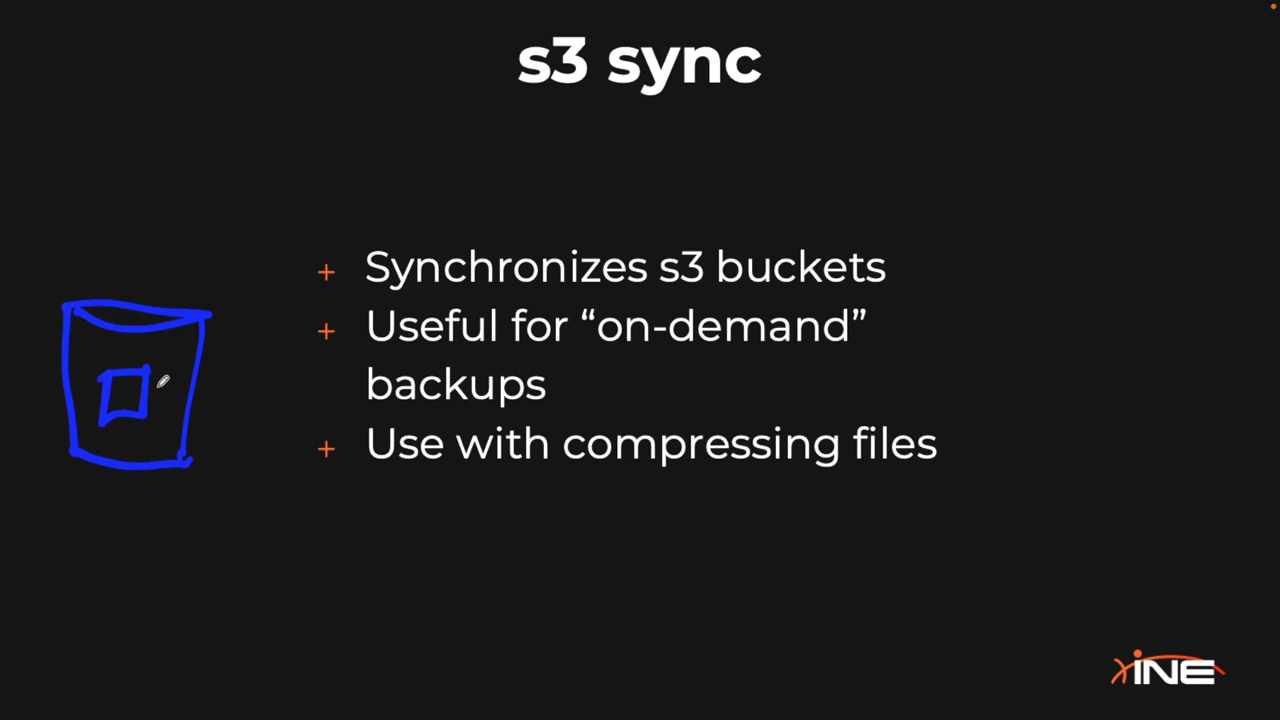 s3 sync
+ Synchronizes s3 buckets
+ Useful for “on-demand”
backups
+ Use with compressing files
INE